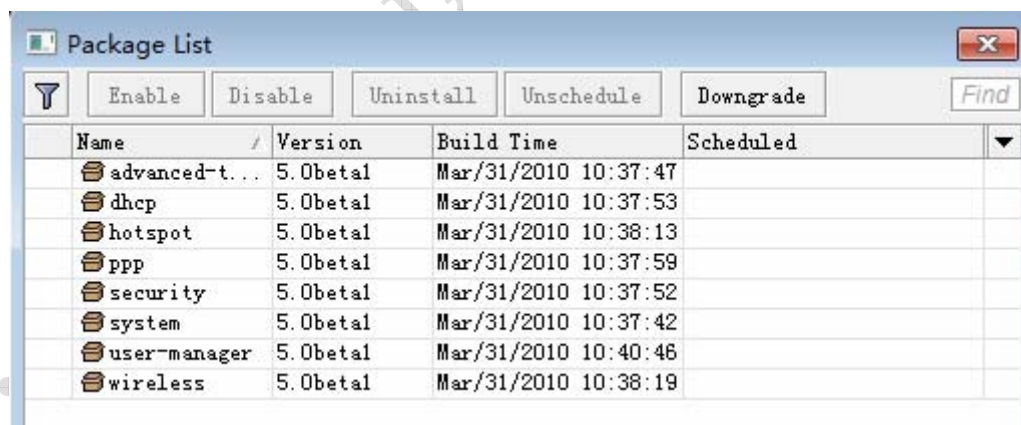 Package List
Enable Disable Uninstall Unschedule Downgrade Find
Name Version Build Time Scheduled
advanced-t... 5.0beta1 Mar/31/2010 10:37:47
dhcp 5.0beta1 Mar/31/2010 10:37:53
hotspot 5.0beta1 Mar/31/2010 10:38:13
ppp 5.0beta1 Mar/31/2010 10:37:59
security 5.0beta1 Mar/31/2010 10:37:52
system 5.0beta1 Mar/31/2010 10:37:42
user-manager 5.0beta1 Mar/31/2010 10:40:46
wireless 5.0beta1 Mar/31/2010 10:38:19